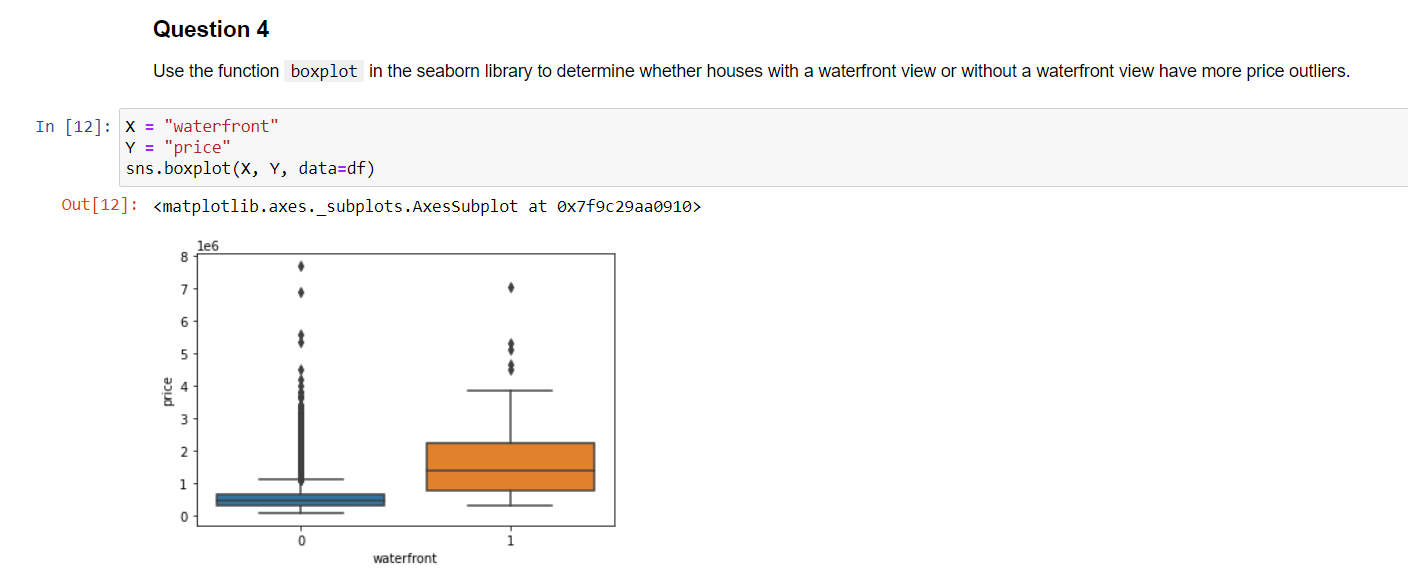 Question 4
Use the function boxplot in the seaborn library to determine whether houses with a waterfront view or without a waterfront view have more price outliers.
In [12]: X = "waterfront"
Y = "price"
sns.boxplot(X, Y, data=df)
Out[12]: <matplotlib.axes._subplots.AxesSubplot at 0x7f9c29aa0910>
1e6
8
7
6
5
4
3
2
1
0
price
0 1
waterfront